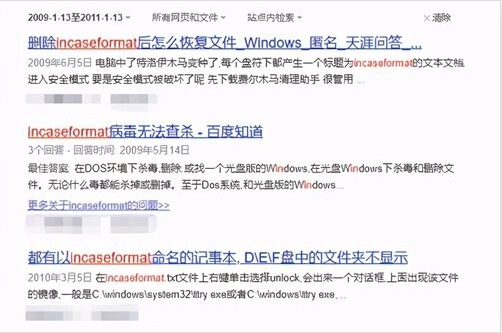 2009-1-13至2011-1-13 所有网页和文件 站点内检索 ×清除
删除incaseformat后怎么恢复文件_Windows_匿名_天涯问答_...
2009年6月5日 电脑中了特洛伊木马变种了,每个盘符下都产生一个标题为incaseformat的文本文档,
进入安全模式 要是安全模式被破坏了呢 先下载费尔木马清理助手 很管用 ...
incaseformat病毒无法查杀 - 百度知道
3个回答 - 回答时间: 2009年5月14日
最佳答案: 在DOS环境下杀毒,删除.或找一个光盘版的Windows,在光盘Windows下杀毒和删除文
件。无论什么毒都能杀掉或删掉。至于Dos系统,和光盘版的Windows...
更多关于incaseformat的问题>>
都有以incaseformat命名的记事本, D\E\F盘中的文件夹不显示
2010年3月5日 在incaseformat.txt文件上右键单击选择unlock,会出来一个对话框,上面出现该文件
的镜像,一般是C:\windows\system32\ttry exe,或者C:\windows\ttry exe,...